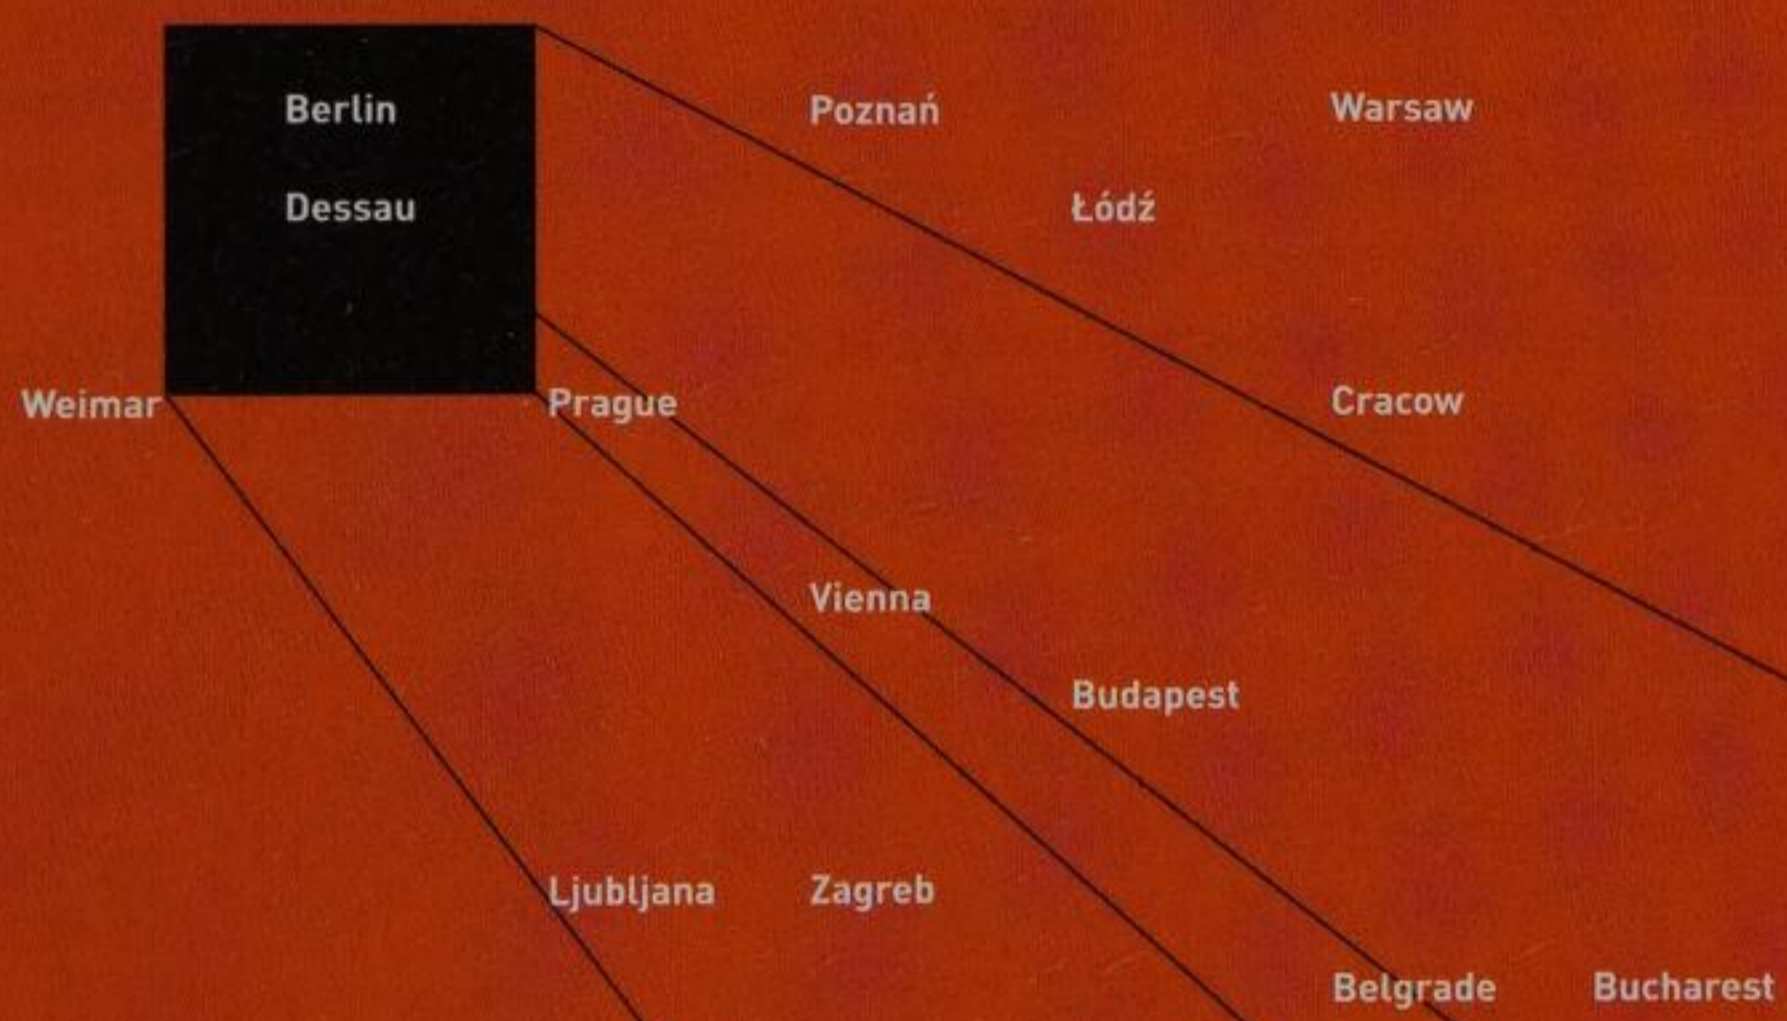 Berlin Poznań Warsaw
Dessau Łódź
Weimar Prague Cracow
Vienna
Budapest
Ljubljana Zagreb
Belgrade Bucharest